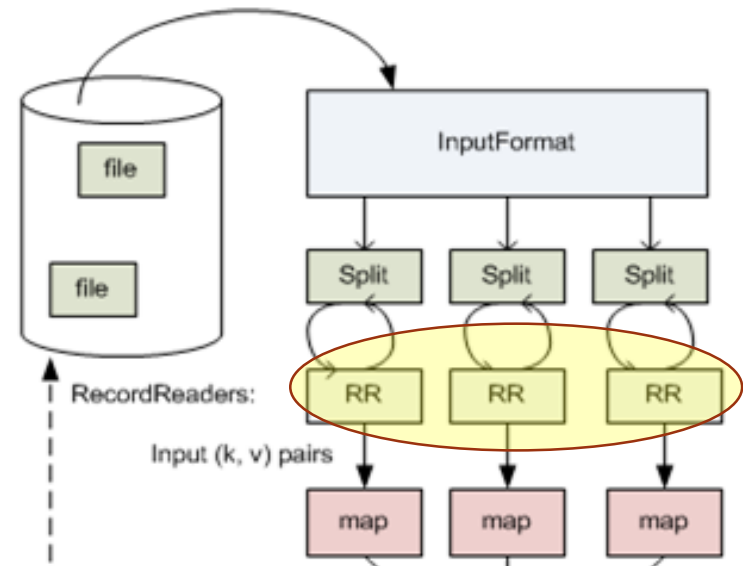 file
InputFormat
file
Split Split Split
RecordReaders: RR RR RR
Input (k, v) pairs
map map map